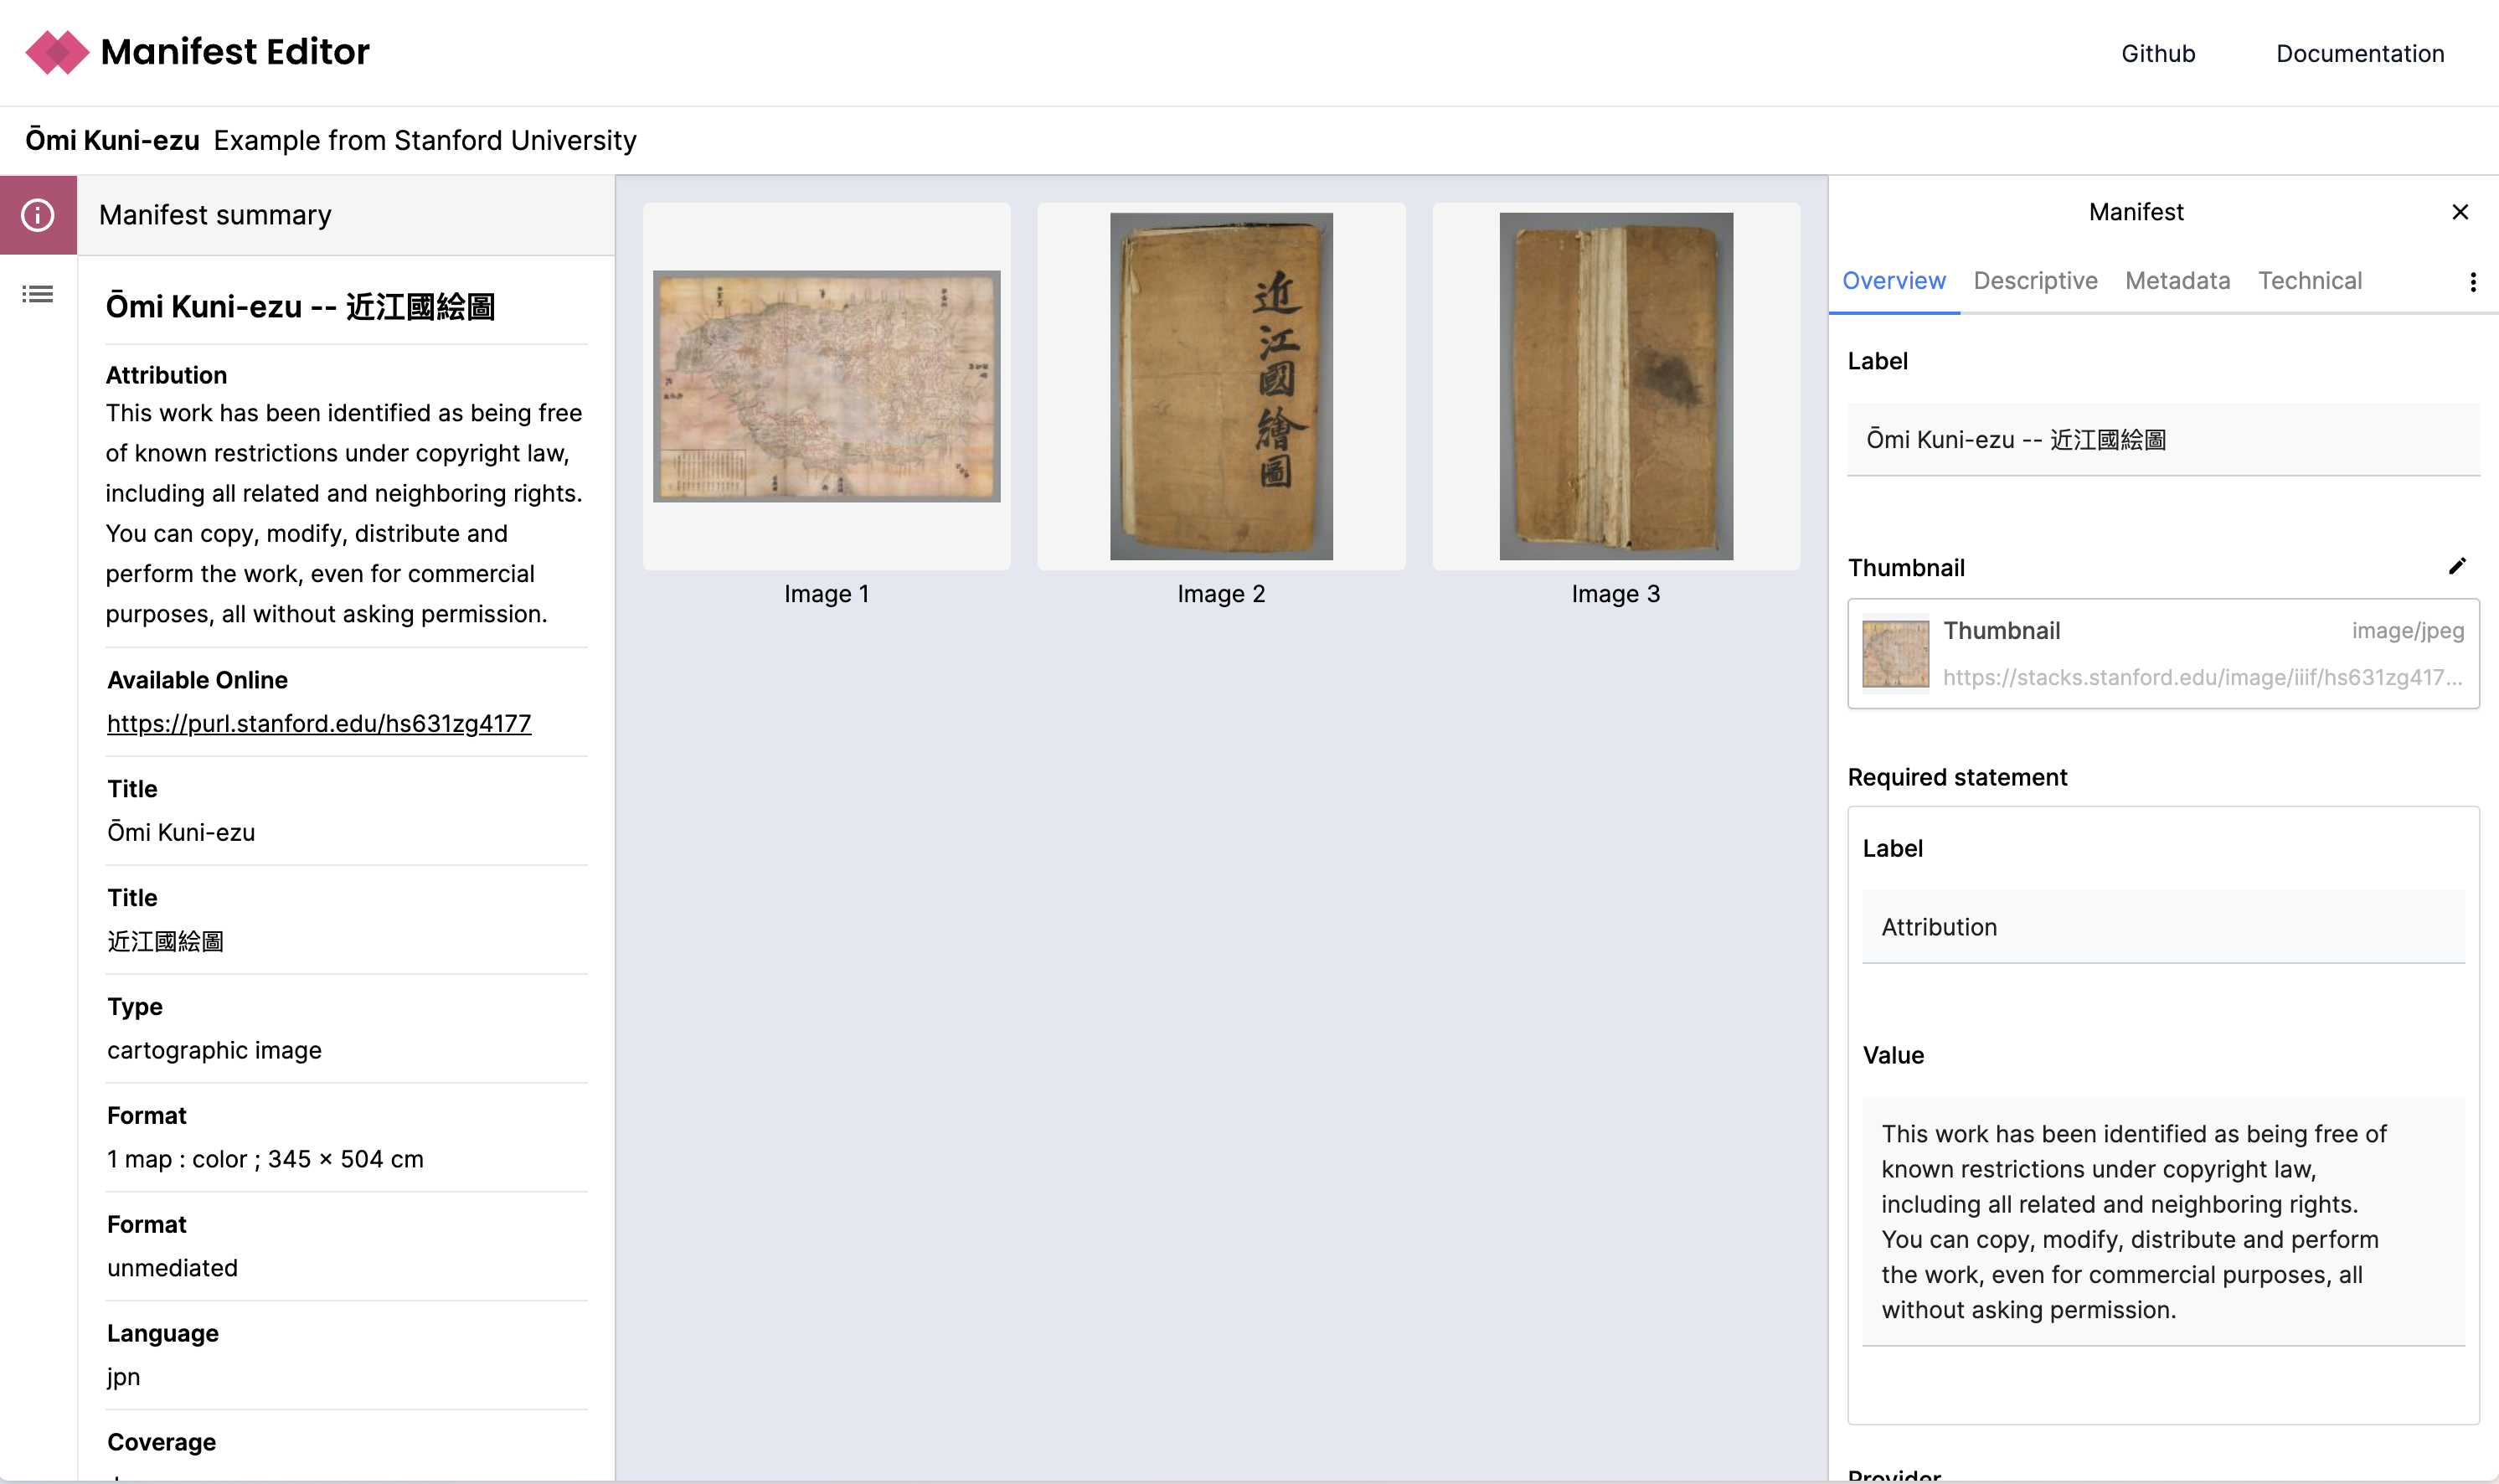 Manifest Editor
Github
Documentation
Ōmi Kuni-ezu Example from Stanford University
Manifest summary
Ōmi Kuni-ezu -- 近江國絵圖
Attribution
This work has been identified as being free
of known restrictions under copyright law,
including all related and neighboring rights.
You can copy, modify, distribute and
perform the work, even for commercial
purposes, all without asking permission.
Available Online
https://purl.stanford.edu/hs631zg4177
Title
Ōmi Kuni-ezu
Title
近江國絵圖
Type
cartographic image
Format
1 map : color ; 345 × 504 cm
Format
unmediated
Language
jpn
Coverage
近江國繪圖
Image 1
Image 2
Image 3
Manifest
Overview
Descriptive
Metadata
Technical
Label
Ōmi Kuni-ezu -- 近江國絵圖
Thumbnail
Thumbnail
image/jpeg
https://stacks.stanford.edu/image/iiif/hs631zg417...
Required statement
Label
Attribution
Value
This work has been identified as being free of
known restrictions under copyright law,
including all related and neighboring rights.
You can copy, modify, distribute and perform
the work, even for commercial purposes, all
without asking permission.
Provider